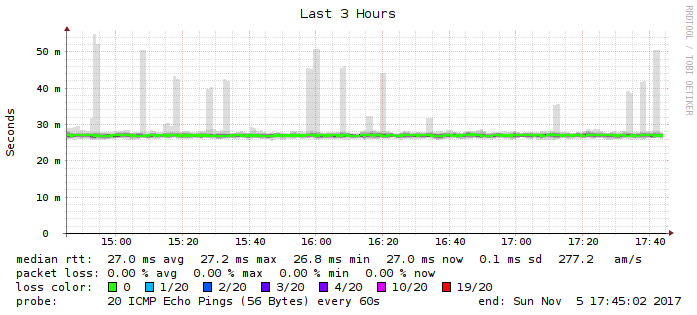 Last 3 Hours
RRDTOOL / TOBI OETIKER
Seconds
50 m
40 m
30 m
20 m
10 m
0
15:00 15:20 15:40 16:00 16:20 16:40 17:00 17:20 17:40
median rtt: 27.0 ms avg 27.2 ms max 26.8 ms min 27.0 ms now 0.1 ms sd 277.2 am/s
packet loss: 0.00 % avg 0.00 % max 0.00 % min 0.00 % now
loss color: 0 1/20 2/20 3/20 4/20 10/20 19/20
probe: 20 ICMP Echo Pings (56 Bytes) every 60s end: Sun Nov 5 17:45:02 2017